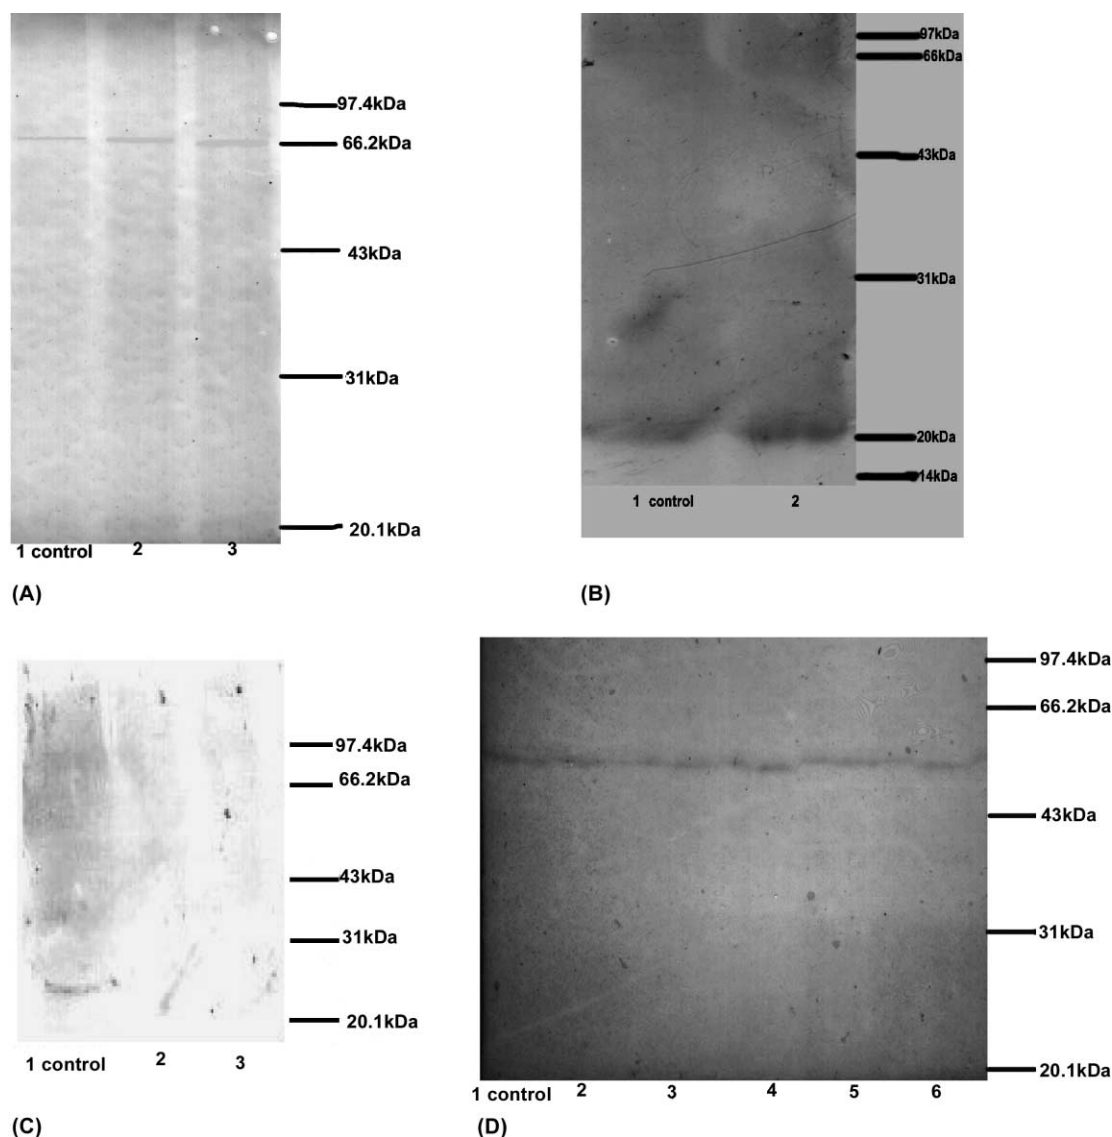 97.4kDa
66.2kDa
43kDa
31kDa
20.1kDa
1 control 2 3
(A)
97kDa
66kDa
43kDa
31kDa
20kDa
14kDa
1 control 2
(B)
97.4kDa
66.2kDa
43kDa
31kDa
20.1kDa
1 control 2 3
(C)
97.4kDa
66.2kDa
43kDa
31kDa
20.1kDa
1 control 2 3 4 5 6
(D)